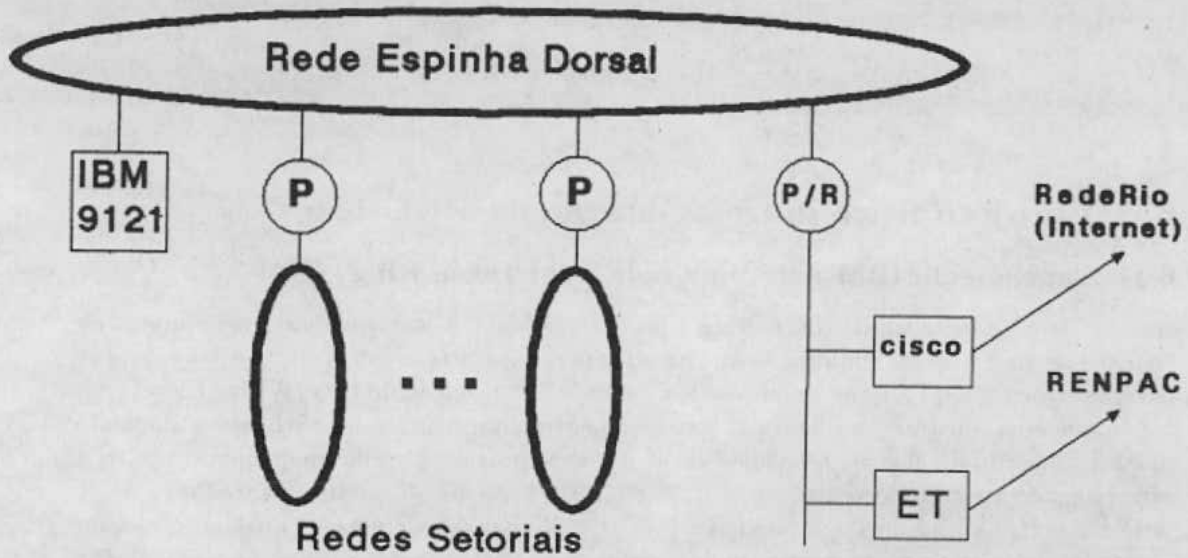 Rede Espinha Dorsal
IBM
9121
P
P
P/R
RedeRio
(Internet)
cisco
RENPAC
ET
Redes Setoriais